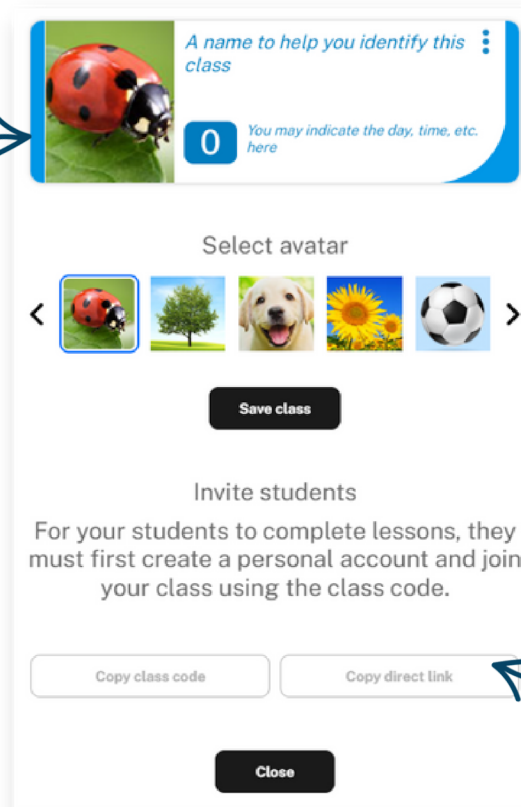 A name to help you identify this
class
0
You may indicate the day, time, etc.
here
Select avatar
Save class
Invite students
For your students to complete lessons, they
must first create a personal account and join
your class using the class code.
Copy class code
Copy direct link
Close